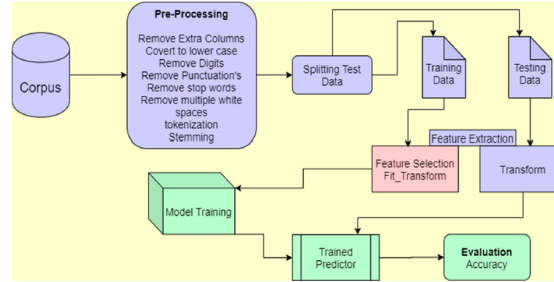 Corpus
Pre-Processing
Remove Extra Columns
Covert to lower case
Remove Digits
Remove Punctuation's
Remove stop words
Remove multiple white
spaces
tokenization
Stemming
Splitting Test
Data
Training
Data
Testing
Data
Feature Extraction
Feature Selection
Fit_Transform
Transform
Model Training
Trained
Predictor
Evaluation
Accuracy